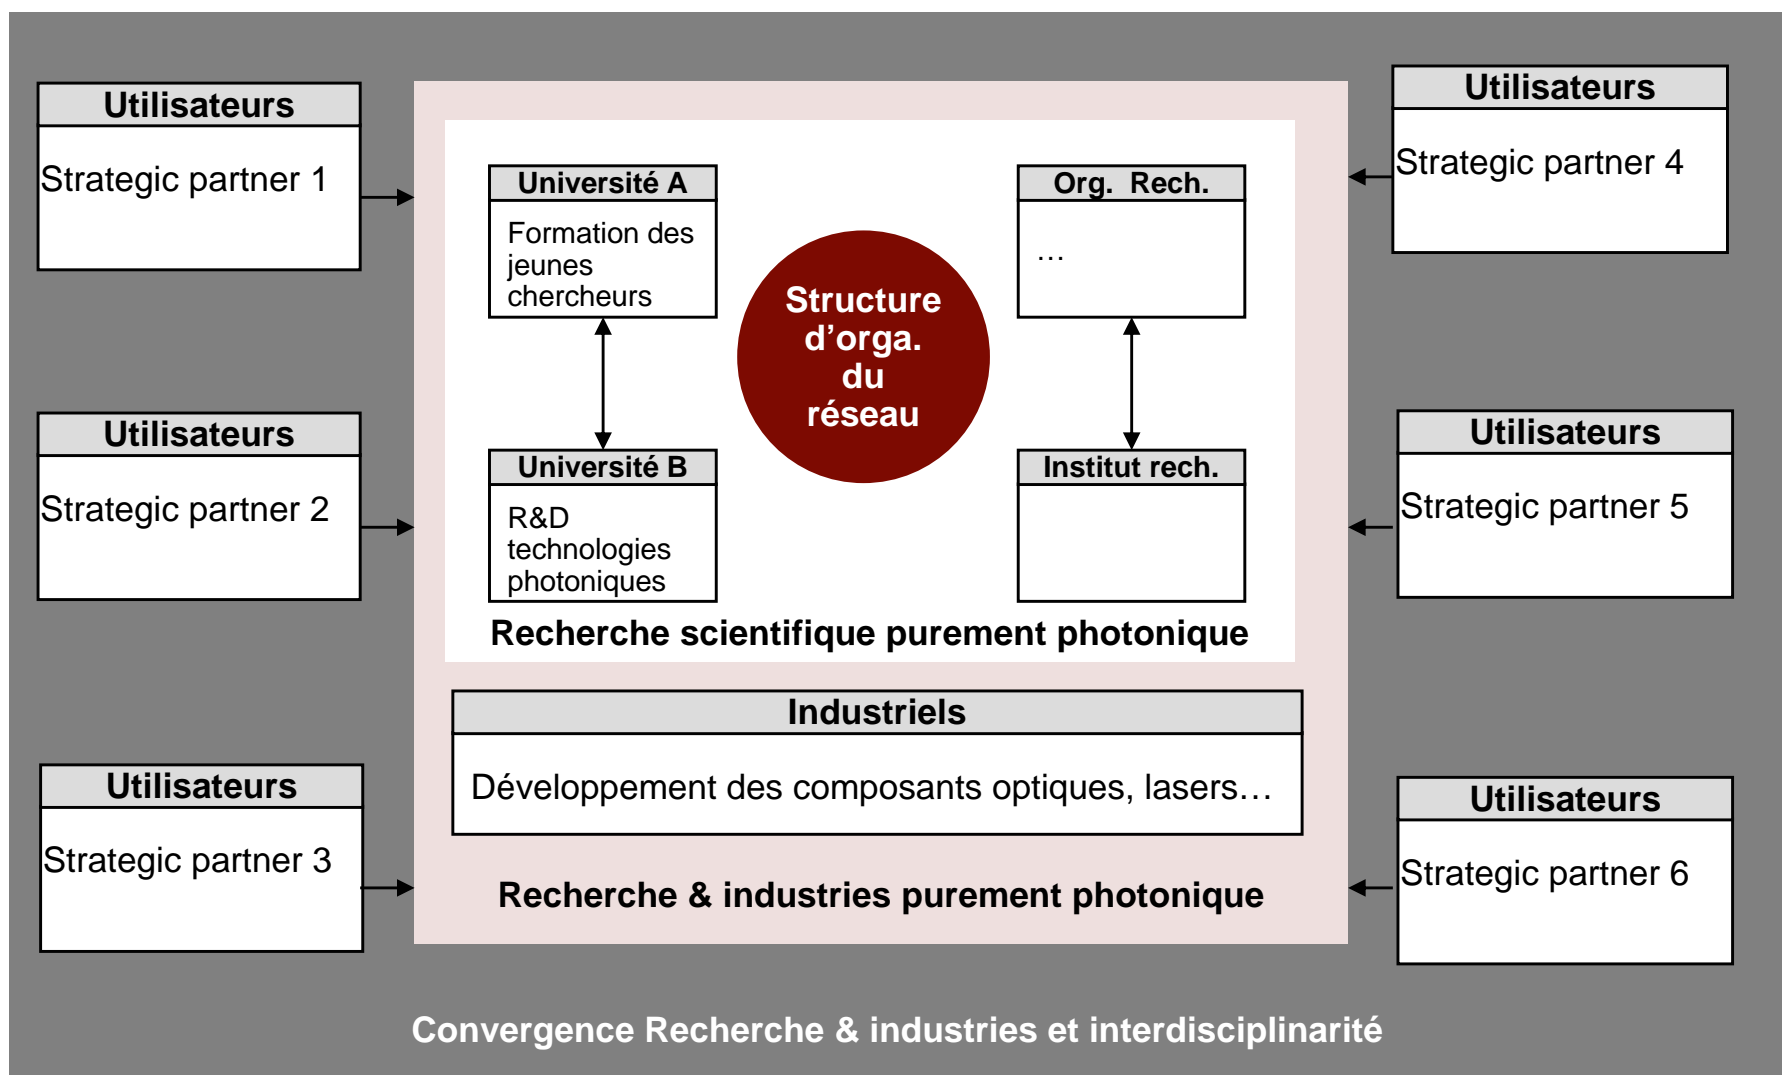 Utilisateurs
Strategic partner 1
Utilisateurs
Strategic partner 2
Utilisateurs
Strategic partner 3
Université A
Formation des
jeunes
chercheurs
Université B
R&D
technologies
photoniques
Structure
d’orga.
du
réseau
Org.  Rech.
…
Institut rech.
Recherche scientifique purement photonique
Industriels
Développement des composants optiques, lasers…
Recherche & industries purement photonique
Utilisateurs
Strategic partner 4
Utilisateurs
Strategic partner 5
Utilisateurs
Strategic partner 6
Convergence Recherche & industries et interdisciplinarité